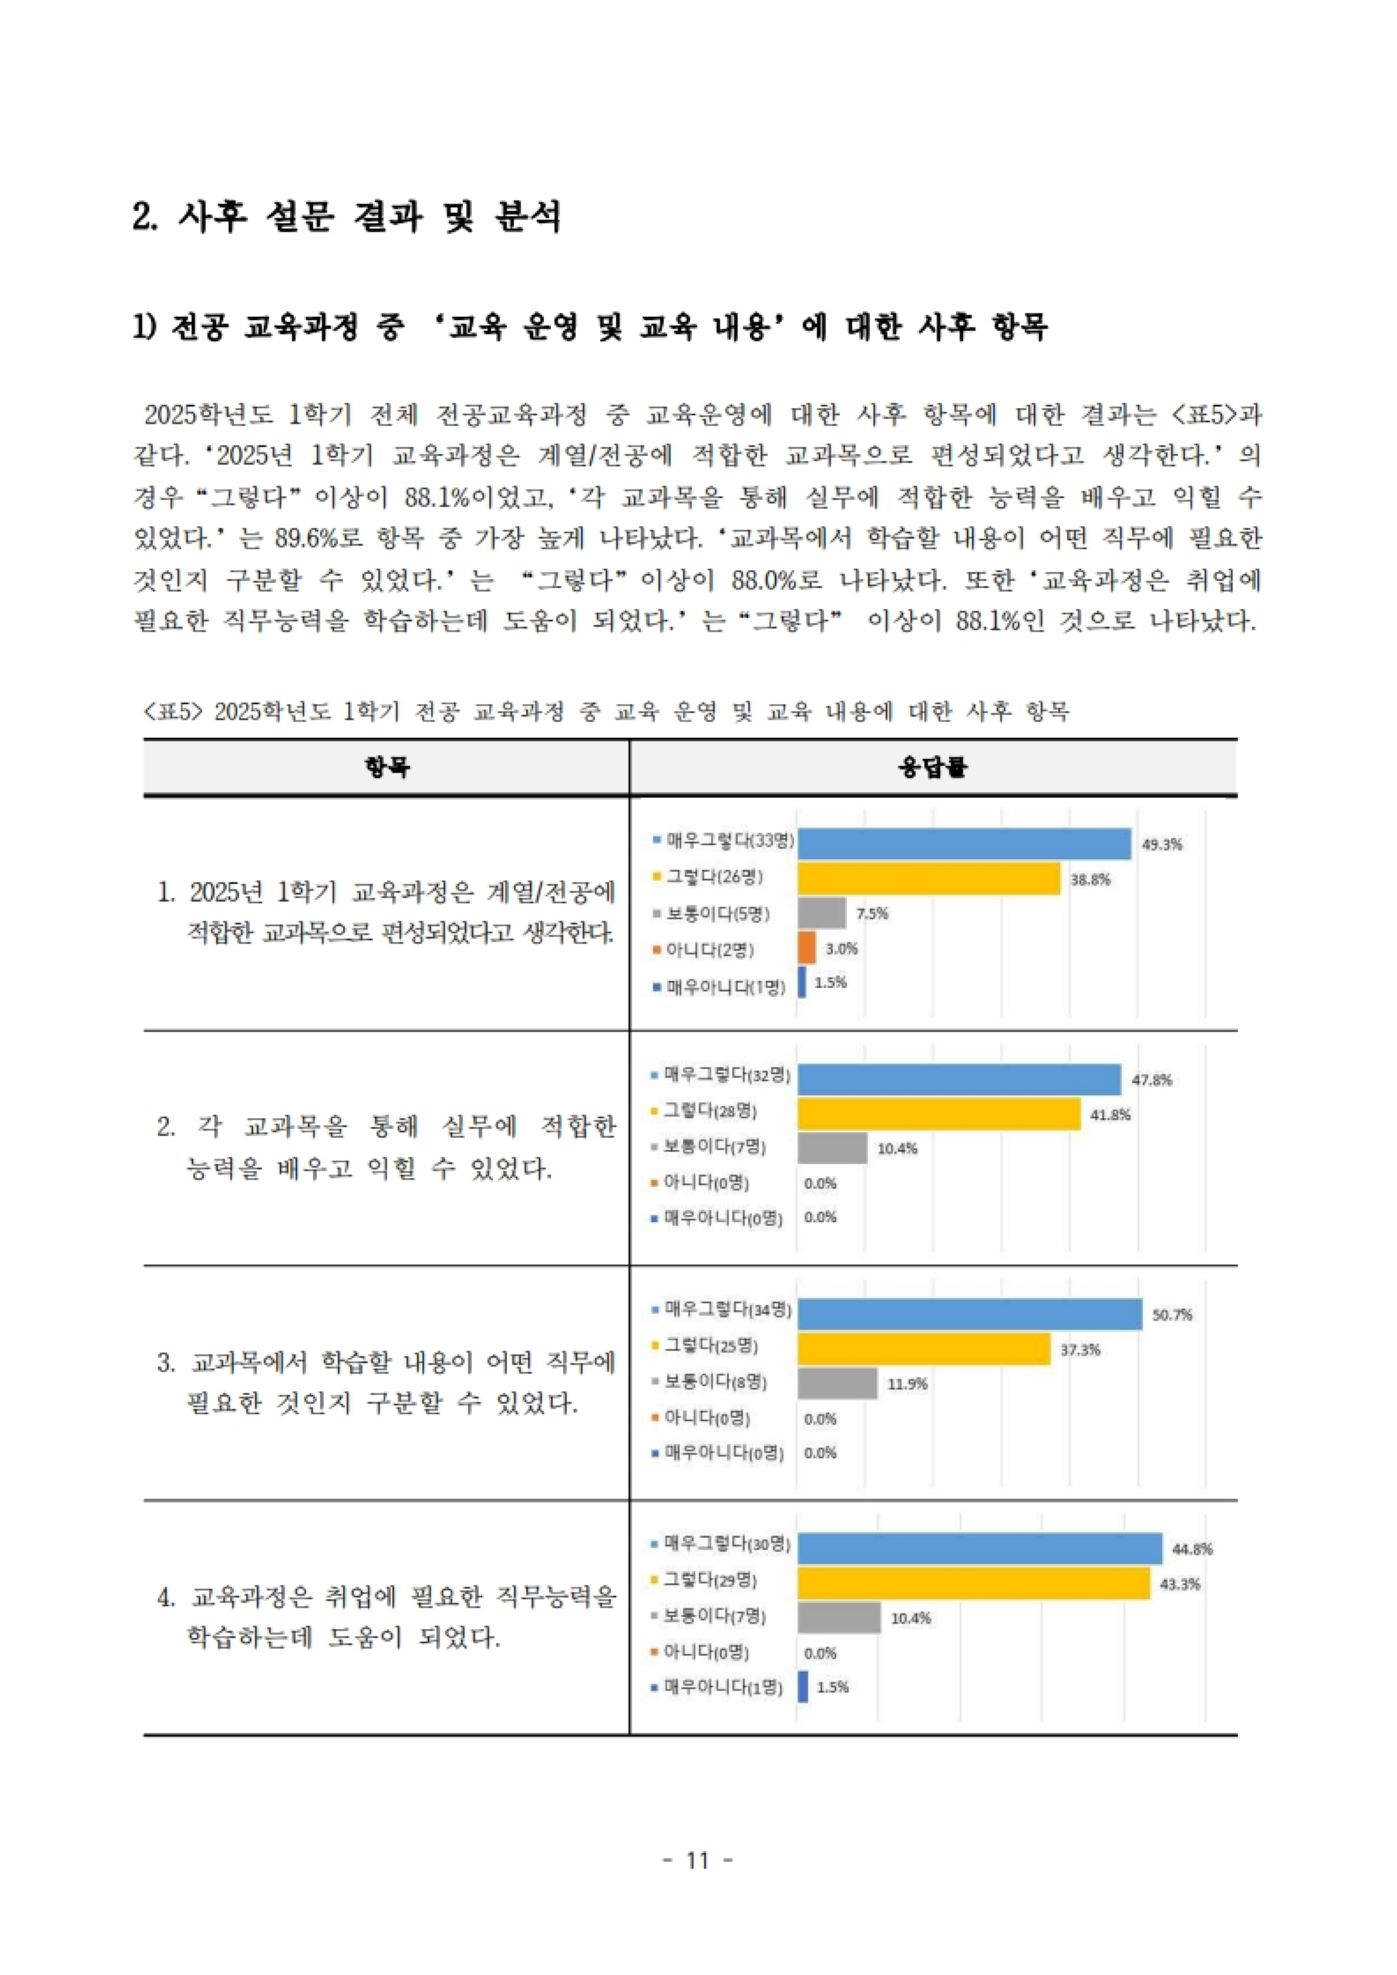 2. 사후 설문 결과 및 분석
1) 전공 교육과정 중 ‘교육 운영 및 교육 내용’에 대한 사후 항목
2025학년도 1학기 전체 전공교육과정 중 교육운영에 대한 사후 항목에 대한 결과는 <표5>과
같다. ‘2025년 1학기 교육과정은 계열/전공에 적합한 교과목으로 편성되었다고 생각한다.’의
경우 “그렇다” 이상이 88.1%이었고, ‘각 교과목을 통해 실무에 적합한 능력을 배우고 익힐 수
있었다.’는 89.6%로 항목 중 가장 높게 나타났다. ‘교과목에서 학습할 내용이 어떤 직무에 필요한
것인지 구분할 수 있었다.’는 “그렇다” 이상이 88.0%로 나타났다. 또한 ‘교육과정은 취업에
필요한 직무능력을 학습하는데 도움이 되었다.’는 “그렇다” 이상이 88.1%인 것으로 나타났다.
<표5> 2025학년도 1학기 전공 교육과정 중 교육 운영 및 교육 내용에 대한 사후 항목
항목 응답률
1. 2025년 1학기 교육과정은 계열/전공에
적합한 교과목으로 편성되었다고 생각한다.
매우그렇다(33명) 49.3%
그렇다(26명) 38.8%
보통이다(5명) 7.5%
아니다(2명) 3.0%
매우아니다(1명) 1.5%
2. 각 교과목을 통해 실무에 적합한
능력을 배우고 익힐 수 있었다.
매우그렇다(32명) 47.8%
그렇다(28명) 41.8%
보통이다(7명) 10.4%
아니다(0명) 0.0%
매우아니다(0명) 0.0%
3. 교과목에서 학습할 내용이 어떤 직무에
필요한 것인지 구분할 수 있었다.
매우그렇다(34명) 50.7%
그렇다(25명) 37.3%
보통이다(8명) 11.9%
아니다(0명) 0.0%
매우아니다(0명) 0.0%
4. 교육과정은 취업에 필요한 직무능력을
학습하는데 도움이 되었다.
매우그렇다(30명) 44.8%
그렇다(29명) 43.3%
보통이다(7명) 10.4%
아니다(0명) 0.0%
매우아니다(1명) 1.5%
- 11 -